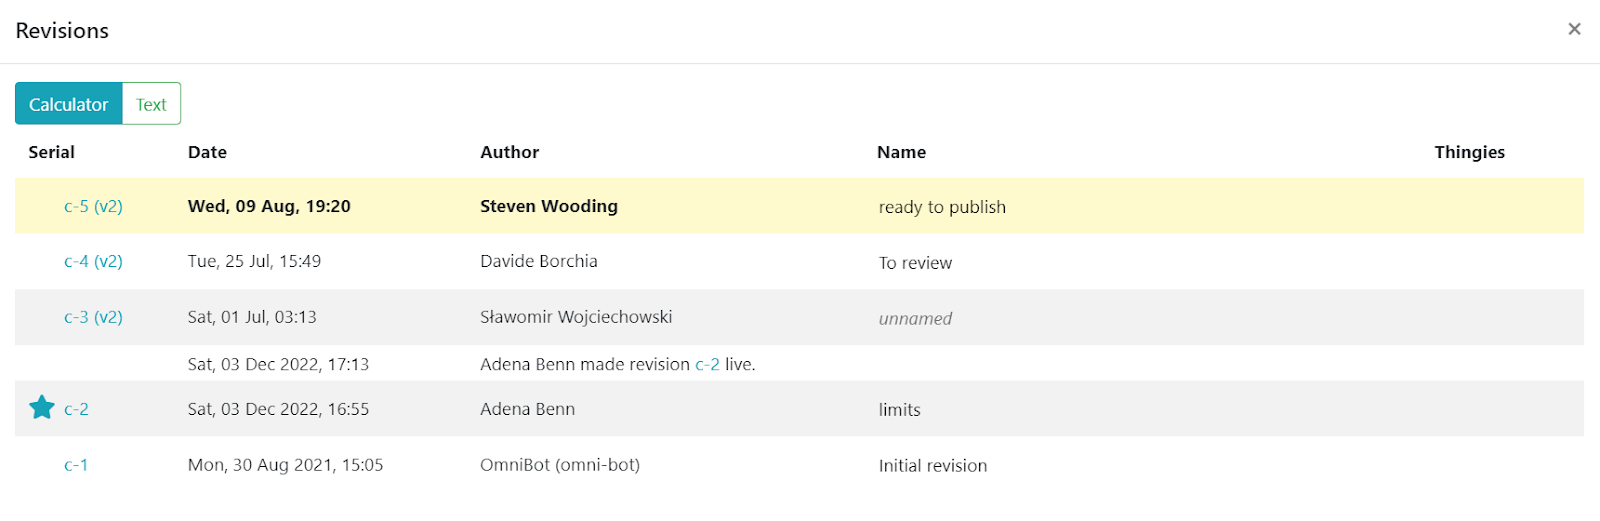 Revisions ×
Calculator Text
Serial Date Author Name Thingies
c-5 (v2) Wed, 09 Aug, 19:20 Steven Wooding ready to publish
c-4 (v2) Tue, 25 Jul, 15:49 Davide Borchia To review
c-3 (v2) Sat, 01 Jul, 03:13 Sławomir Wojciechowski unnamed
Sat, 03 Dec 2022, 17:13 Adena Benn made revision c-2 live.
c-2 Sat, 03 Dec 2022, 16:55 Adena Benn limits
c-1 Mon, 30 Aug 2021, 15:05 OmniBot (omni-bot) Initial revision